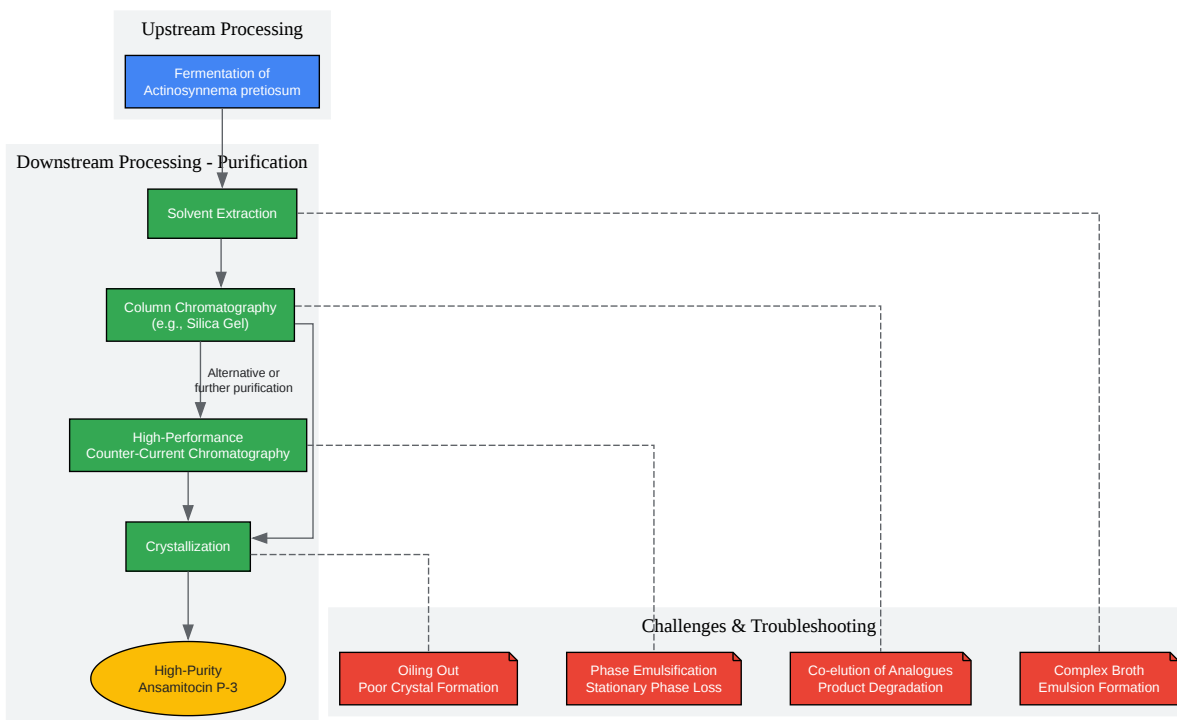 Upstream Processing
Fermentation of
Actinosynnema pretiosum
Downstream Processing - Purification
Solvent Extraction
Column Chromatography
(e.g., Silica Gel)
Alternative or
further purification
High-Performance
Counter-Current Chromatography
Crystallization
High-Purity
Ansamitocin P-3
Challenges & Troubleshooting
Oiling Out
Poor Crystal Formation
Phase Emulsification
Stationary Phase Loss
Co-elution of Analogues
Product Degradation
Complex Broth
Emulsion Formation